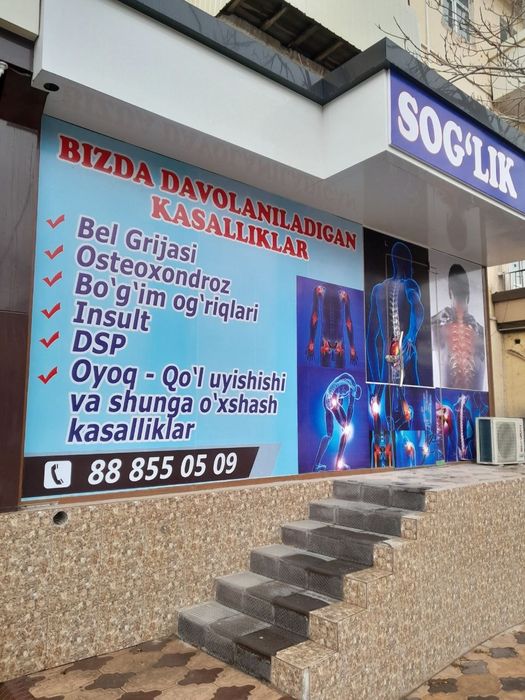 SOG‘LIK
BIZDA DAVOLANILADIGAN
KASALLIKLAR
Bel Grijasi
Osteoxondroz
Bo‘g‘im og‘riqlari
Insult
DSP
Oyoq - Qo‘l uyishishi
va shunga o‘xshash
kasalliklar
88 855 05 09